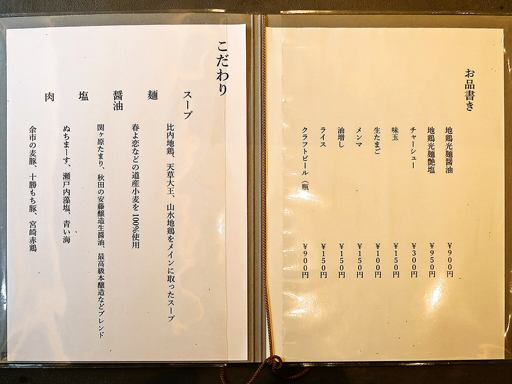 お品書き
地鶏光麺醤油 ￥900円
地鶏光麺艶塩 ￥950円
チャーシュー ￥300円
味玉 ￥150円
生たまご ￥100円
メンマ ￥150円
油増し ￥150円
ライス ￥150円
クラフトビール（瓶） ￥900円
こだわり
スープ 比内地鶏、天草大王、山水地鶏をメインに取ったスープ
麺 春よ恋などの道産小麦を100%使用
醤油 関ヶ原たまり、秋田の安藤醸造生醤油、最高級本醸造などブレンド
塩 ぬちまーす、瀬戸内藻塩、青い海
肉 余市の麦豚、十勝もち豚、宮崎赤鶏